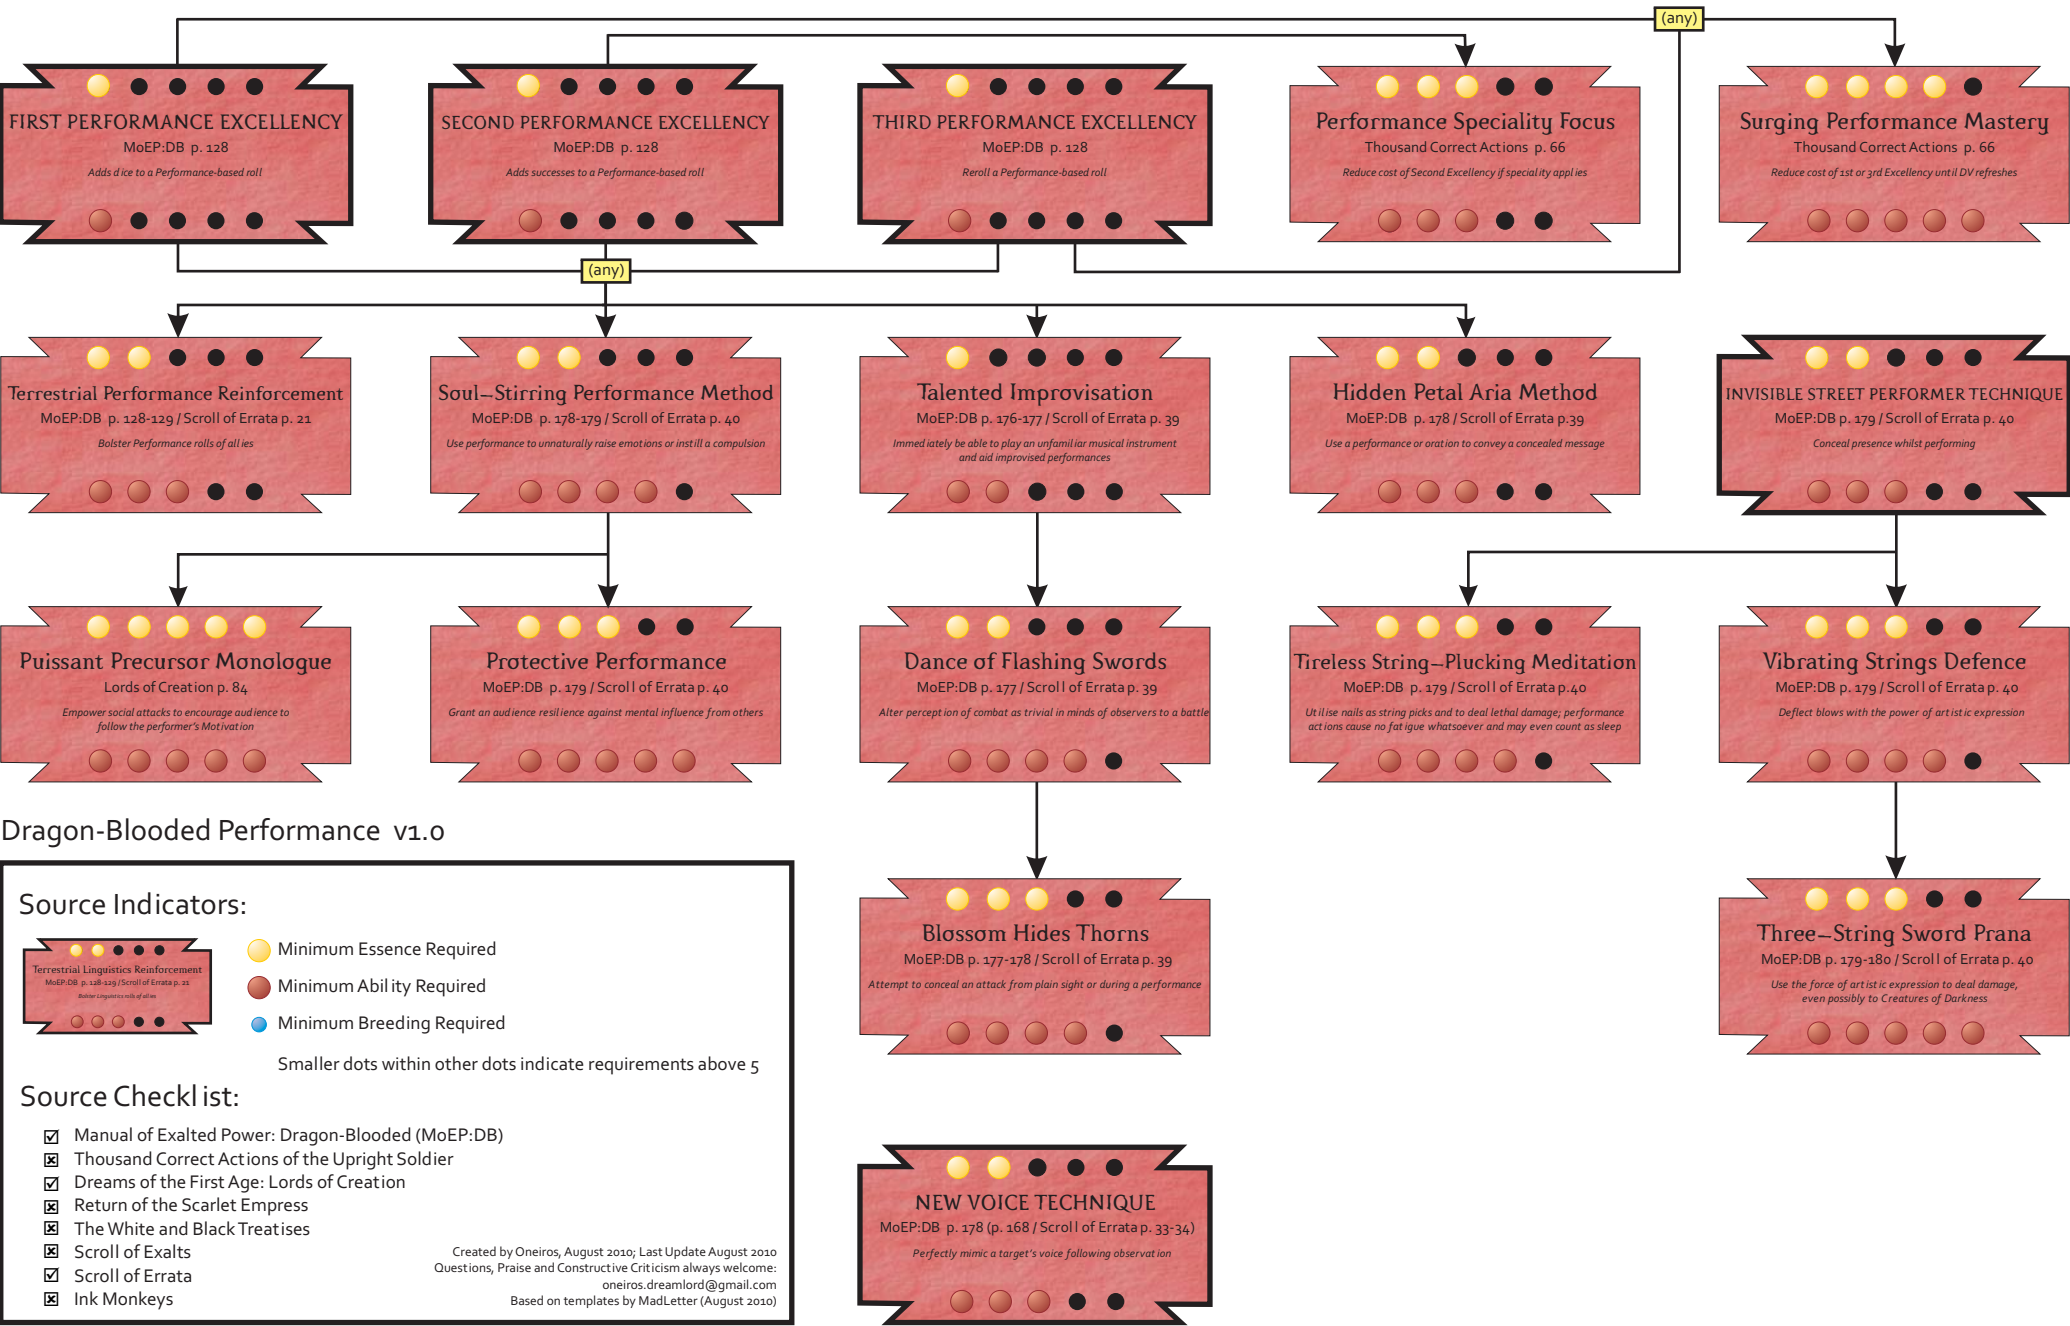 (any)
FIRST PERFORMANCE EXCELLENCY
MoEP:DB p. 128
Adds dice to a Performance-based roll
SECOND PERFORMANCE EXCELLENCY
MoEP:DB p. 128
Adds successes to a Performance-based roll
THIRD PERFORMANCE EXCELLENCY
MoEP:DB p. 128
Reroll a Performance-based roll
Performance Speciality Focus
Thousand Correct Actions p. 66
Reduce cost of Second Excellency if speciality applies
Surging Performance Mastery
Thousand Correct Actions p. 66
Reduce cost of 1st or 3rd Excellency until DV refreshes
(any)
Terrestrial Performance Reinforcement
MoEP:DB p. 128-129 / Scroll of Errata p. 21
Bolster Performance rolls of allies
Soul-Stirring Performance Method
MoEP:DB p. 178-179 / Scroll of Errata p. 40
Use performance to unnaturally raise emotions or instill a compulsion
Talented Improvisation
MoEP:DB p. 176-177 / Scroll of Errata p. 39
Immediately be able to play an unfamiliar musical instrument
and aid improvised performances
Hidden Petal Aria Method
MoEP:DB p. 178 / Scroll of Errata p.39
Use a performance or oration to convey a concealed message
INVISIBLE STREET PERFORMER TECHNIQUE
MoEP:DB p. 179 / Scroll of Errata p. 40
Conceal presence whilst performing
Puissant Precursor Monologue
Lords of Creation p. 84
Empower social attacks to encourage audience to
follow the performer's Motivation
Protective Performance
MoEP:DB p. 179 / Scroll of Errata p. 40
Grant an audience resilience against mental influence from others
Dance of Flashing Swords
MoEP:DB p. 177 / Scroll of Errata p. 39
Alter perception of combat as trivial in minds of observers to a battle
Tireless String-Plucking Meditation
MoEP:DB p. 179 / Scroll of Errata p.40
Utilise nails as string picks and to deal lethal damage; performance
actions cause no fatigue whatsoever and may even count as sleep
Vibrating Strings Defence
MoEP:DB p. 179 / Scroll of Errata p. 40
Deflect blows with the power of artistic expression
Dragon-Blooded Performance v1.0
Blossom Hides Thorns
MoEP:DB p. 177-178 / Scroll of Errata p. 39
Attempt to conceal an attack from plain sight or during a performance
Three-String Sword Prana
MoEP:DB p. 179-180 / Scroll of Errata p. 40
Use the force of artistic expression to deal damage,
even possibly to Creatures of Darkness
NEW VOICE TECHNIQUE
MoEP:DB p. 178 (p. 168 / Scroll of Errata p. 33-34)
Perfectly mimic a target's voice following observation
Source Indicators:
Terrestrial Linguistics Reinforcement
MoEP:DB p. 128-129 / Scroll of Errata p. 21
Bolster Linguistics rolls of allies
Minimum Essence Required
Minimum Ability Required
Minimum Breeding Required
Smaller dots within other dots indicate requirements above 5
Source Checklist:
Manual of Exalted Power: Dragon-Blooded (MoEP:DB)
Thousand Correct Actions of the Upright Soldier
Dreams of the First Age: Lords of Creation
Return of the Scarlet Empress
The White and Black Treatises
Scroll of Exalts
Scroll of Errata
Ink Monkeys
Created by Oneiros, August 2010; Last Update August 2010
Questions, Praise and Constructive Criticism always welcome:
oneiros.dreamlord@gmail.com
Based on templates by MadLetter (August 2010)